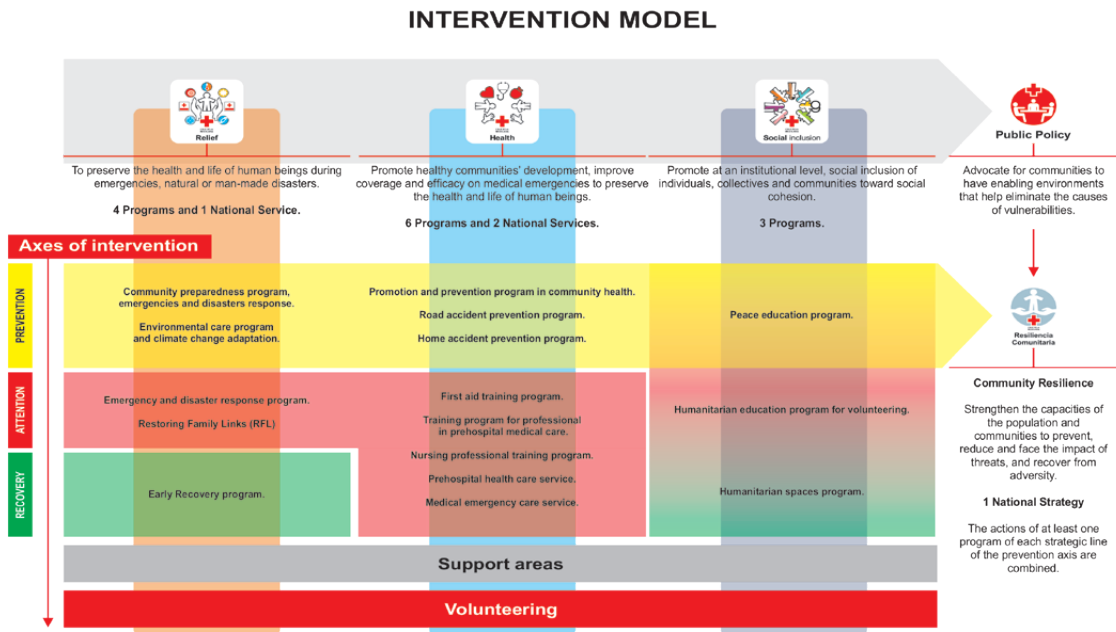 INTERVENTION MODEL
Relief
Health
Social inclusion
Public Policy
To preserve the health and life of human beings during
emergencies, natural or man-made disasters.
4 Programs and 1 National Service.
Promote healthy communities' development, improve
coverage and efficacy on medical emergencies to preserve
the health and life of human beings.
6 Programs and 2 National Services.
Promote at an institutional level, social inclusion of
individuals, collectives and communities toward social
cohesion.
3 Programs.
Advocate for communities to
have enabling environments
that help eliminate the causes
of vulnerabilities.
Axes of intervention
PREVENTION
Community preparedness program,
emergencies and disasters response.
Environmental care program
and climate change adaptation.
Promotion and prevention program in community health.
Road accident prevention program.
Home accident prevention program.
Peace education program.
Resiliencia
Comunitaria
ATTENTION
Emergency and disaster response program.
Restoring Family Links (RFL)
First aid training program.
Training program for professional
in prehospital medical care.
Nursing professional training program.
Prehospital health care service.
Medical emergency care service.
Humanitarian education program for volunteering.
RECOVERY
Early Recovery program.
Humanitarian spaces program.
Community Resilience
Strengthen the capacities of
the population and
communities to prevent,
reduce and face the impact of
threats, and recover from
adversity.
1 National Strategy
The actions of at least one
program of each strategic line
of the prevention axis are
combined.
Support areas
Volunteering